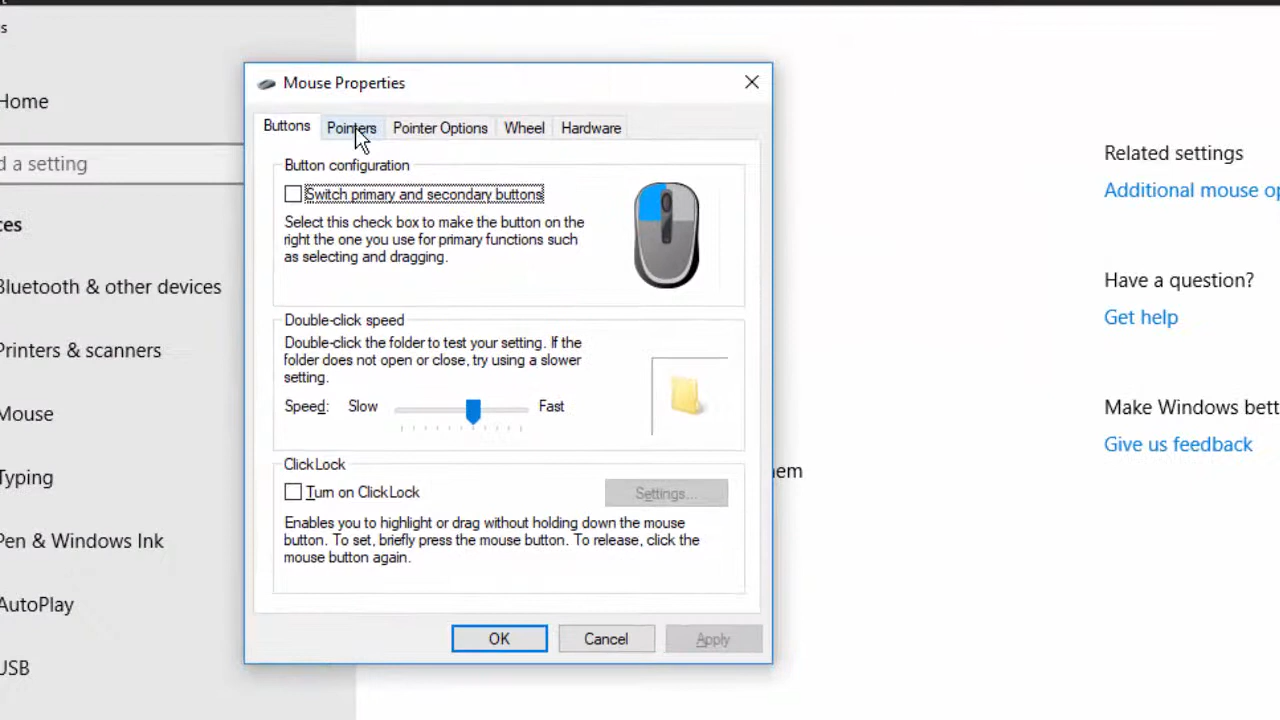 Mouse Properties
Buttons Pointers Pointer Options Wheel Hardware
Button configuration
Switch primary and secondary buttons
Select this check box to make the button on the
right the one you use for primary functions such
as selecting and dragging.
Double-click speed
Double-click the folder to test your setting. If the
folder does not open or close, try using a slower
setting.
Speed: Slow Fast
ClickLock
Turn on ClickLock Settings...
Enables you to highlight or drag without holding down the mouse
button. To set, briefly press the mouse button. To release, click the
mouse button again.
OK Cancel Apply
Home
d a setting
ces
Bluetooth & other devices
Printers & scanners
Mouse
Typing
Pen & Windows Ink
AutoPlay
USB
hem
Related settings
Additional mouse op
Have a question?
Get help
Make Windows bett
Give us feedback